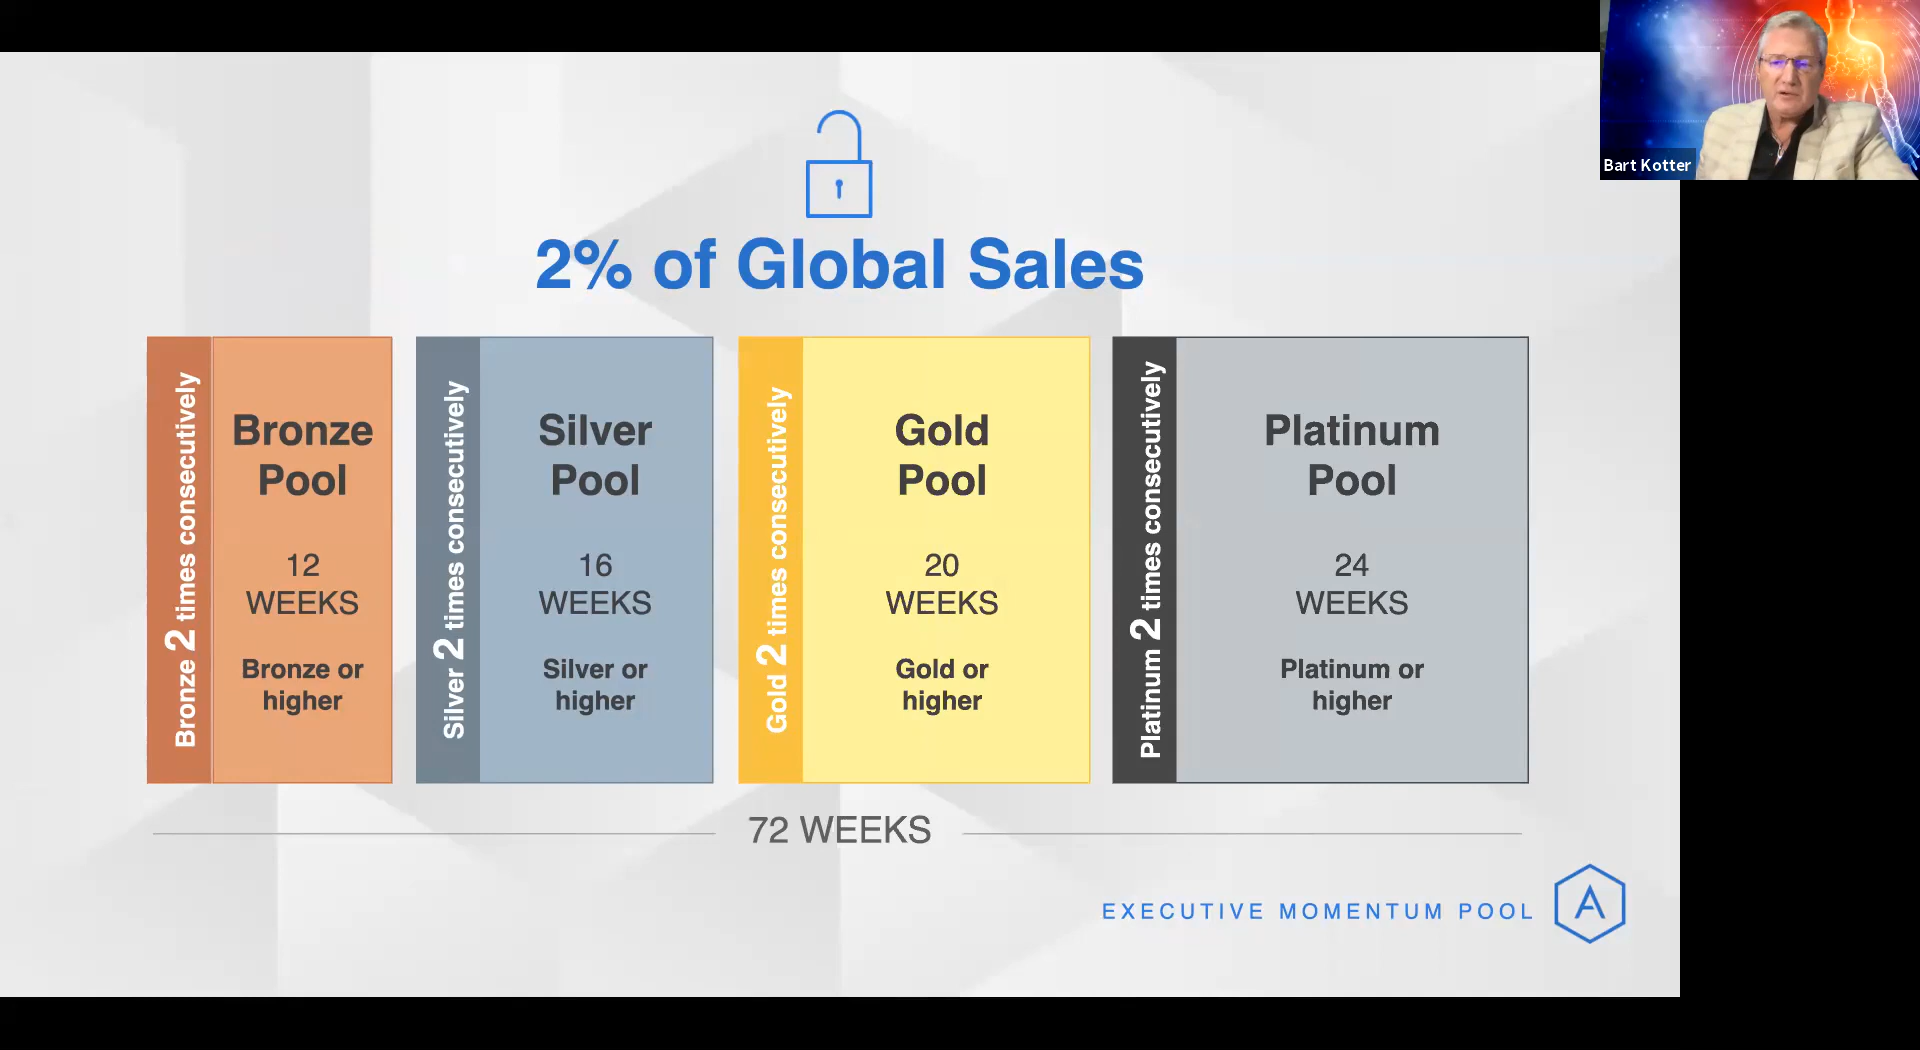 Bart Kotter
2% of Global Sales
Bronze 2 times consecutively
Bronze
Pool
12
WEEKS
Bronze or
higher
Silver 2 times consecutively
Silver
Pool
16
WEEKS
Silver or
higher
Gold 2 times consecutively
Gold
Pool
20
WEEKS
Gold or
higher
Platinum 2 times consecutively
Platinum
Pool
24
WEEKS
Platinum or
higher
72 WEEKS
EXECUTIVE MOMENTUM POOL
A